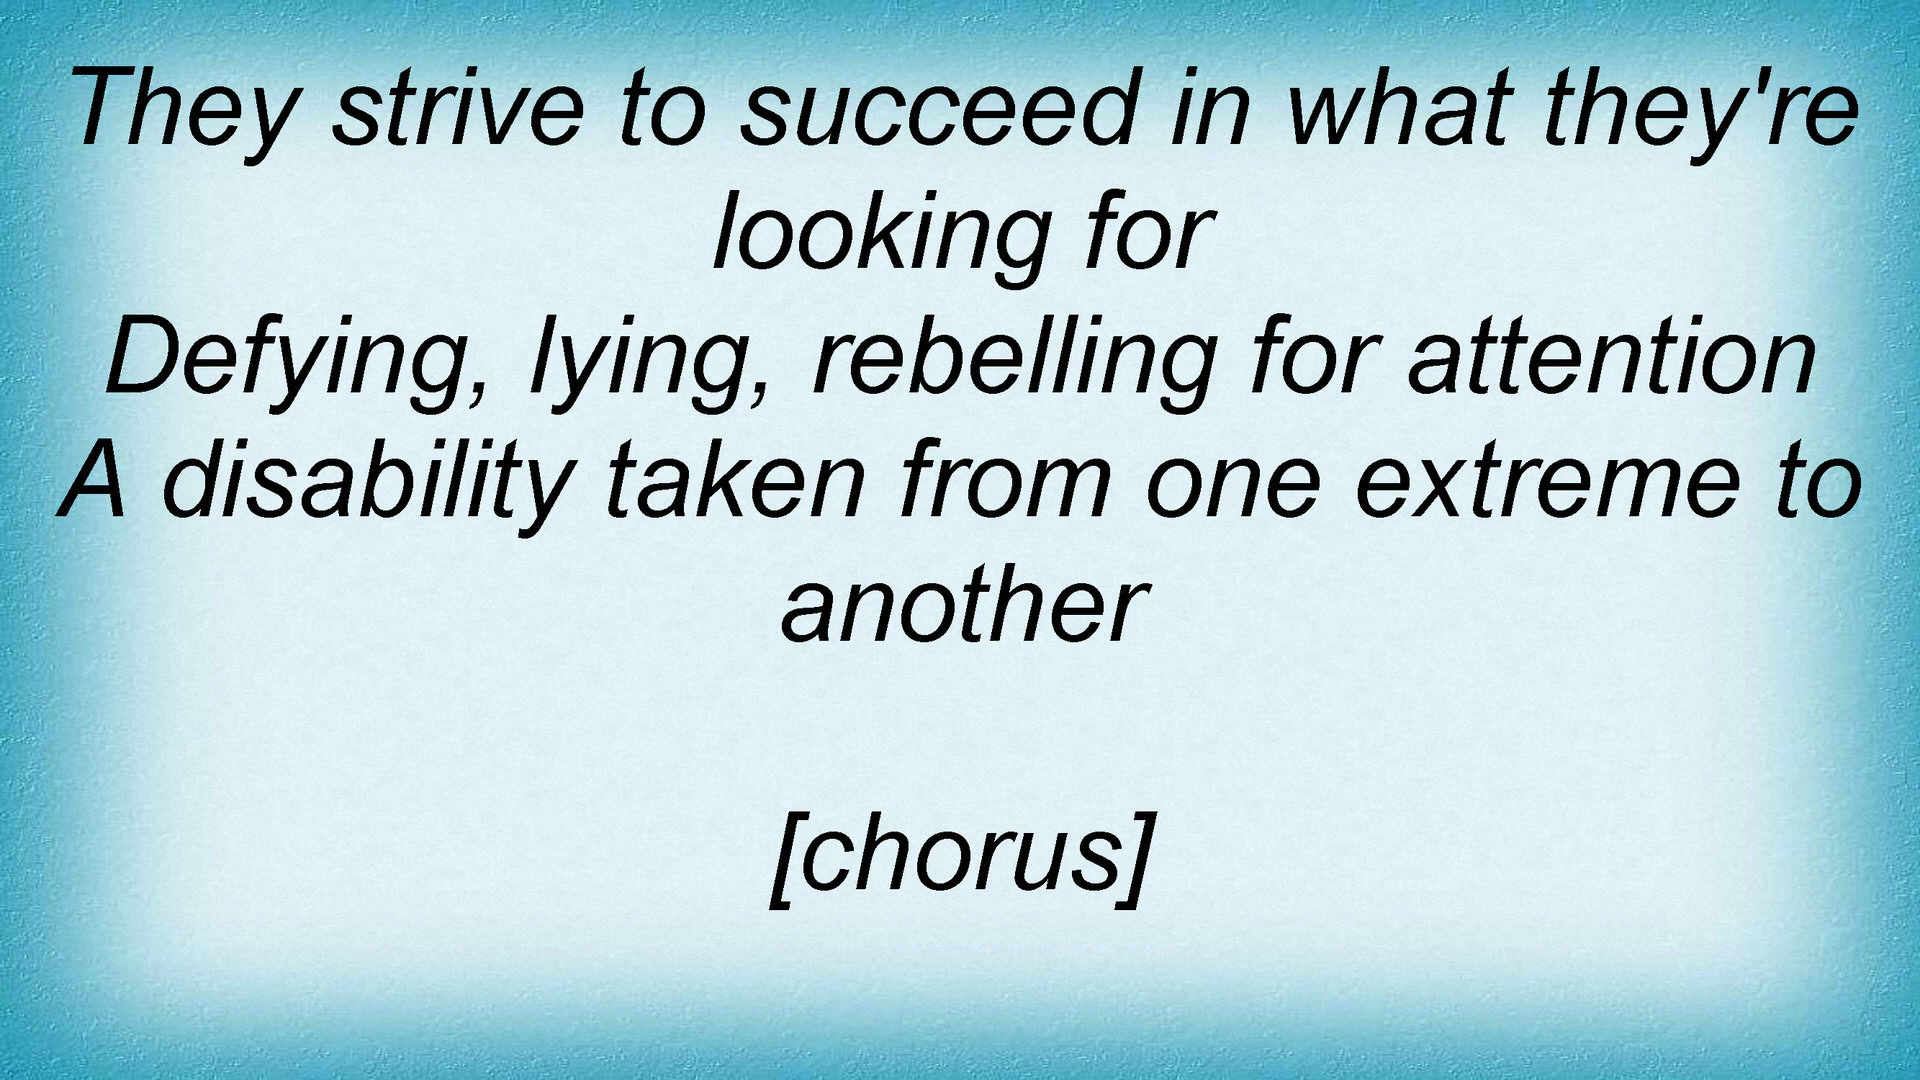 They strive to succeed in what they're
looking for
Defying, lying, rebelling for attention
A disability taken from one extreme to
another
[chorus]